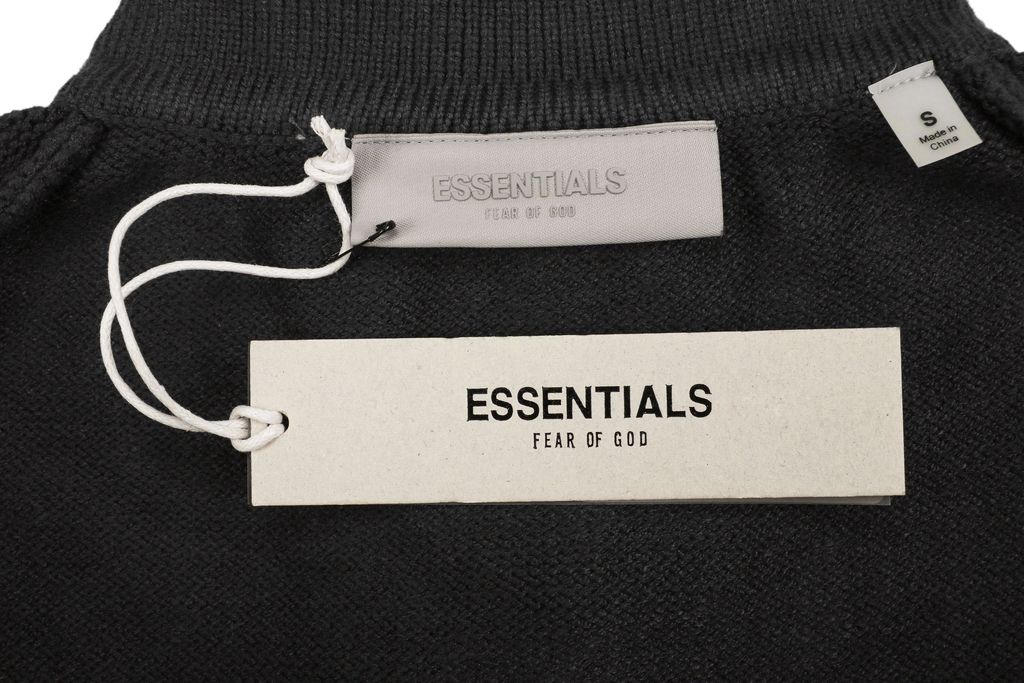 S
Made in
China
ESSENTIALS
FEAR OF GOD
ESSENTIALS
FEAR OF GOD